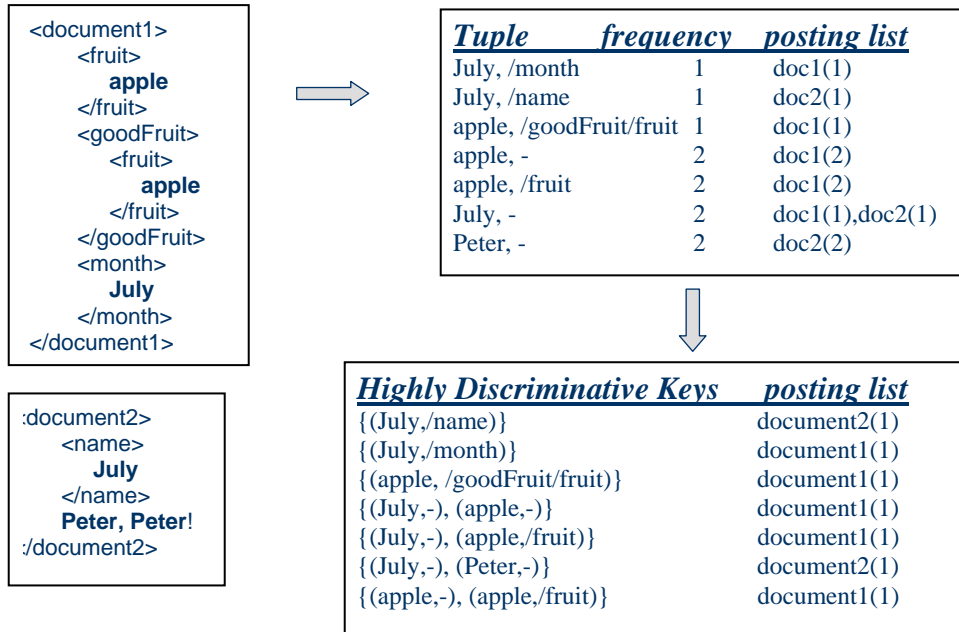 <document1>
<fruit>
apple
</fruit>
<goodFruit>
<fruit>
apple
</fruit>
</goodFruit>
<month>
July
</month>
</document1>
Tuple frequency posting list
July, /month 1 doc1(1)
July, /name 1 doc2(1)
apple, /goodFruit/fruit 1 doc1(1)
apple, - 2 doc1(2)
apple, /fruit 2 doc1(2)
July, - 2 doc1(1),doc2(1)
Peter, - 2 doc2(2)
<document2>
<name>
July
</name>
Peter, Peter!
</document2>
Highly Discriminative Keys posting list
{(July,/name)} document2(1)
{(July,/month)} document1(1)
{(apple, /goodFruit/fruit)} document1(1)
{(July,-), (apple,-)} document1(1)
{(July,-), (apple,/fruit)} document1(1)
{(July,-), (Peter,-)} document2(1)
{(apple,-), (apple,/fruit)} document1(1)